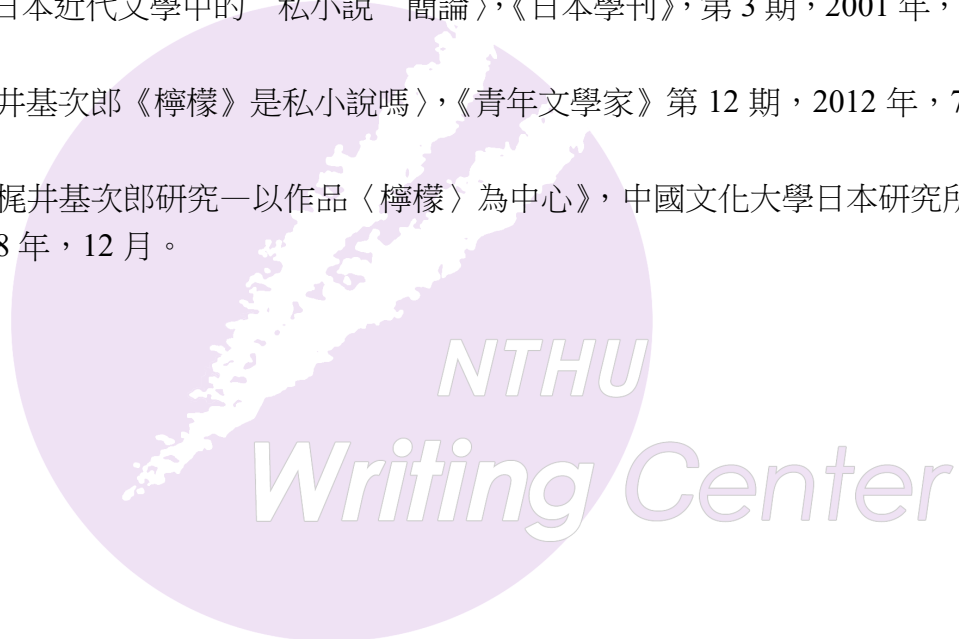 日本近代文學中的 私小說 簡論〉,《日本學刊》,第 3 期,2001 年,
井基次郎《檸檬》是私小說嗎〉,《青年文學家》第 12 期,2012 年,7
梶井基次郎研究—以作品〈檸檬〉為中心》,中國文化大學日本研究所
8 年,12 月。
NTHU
Writing Center